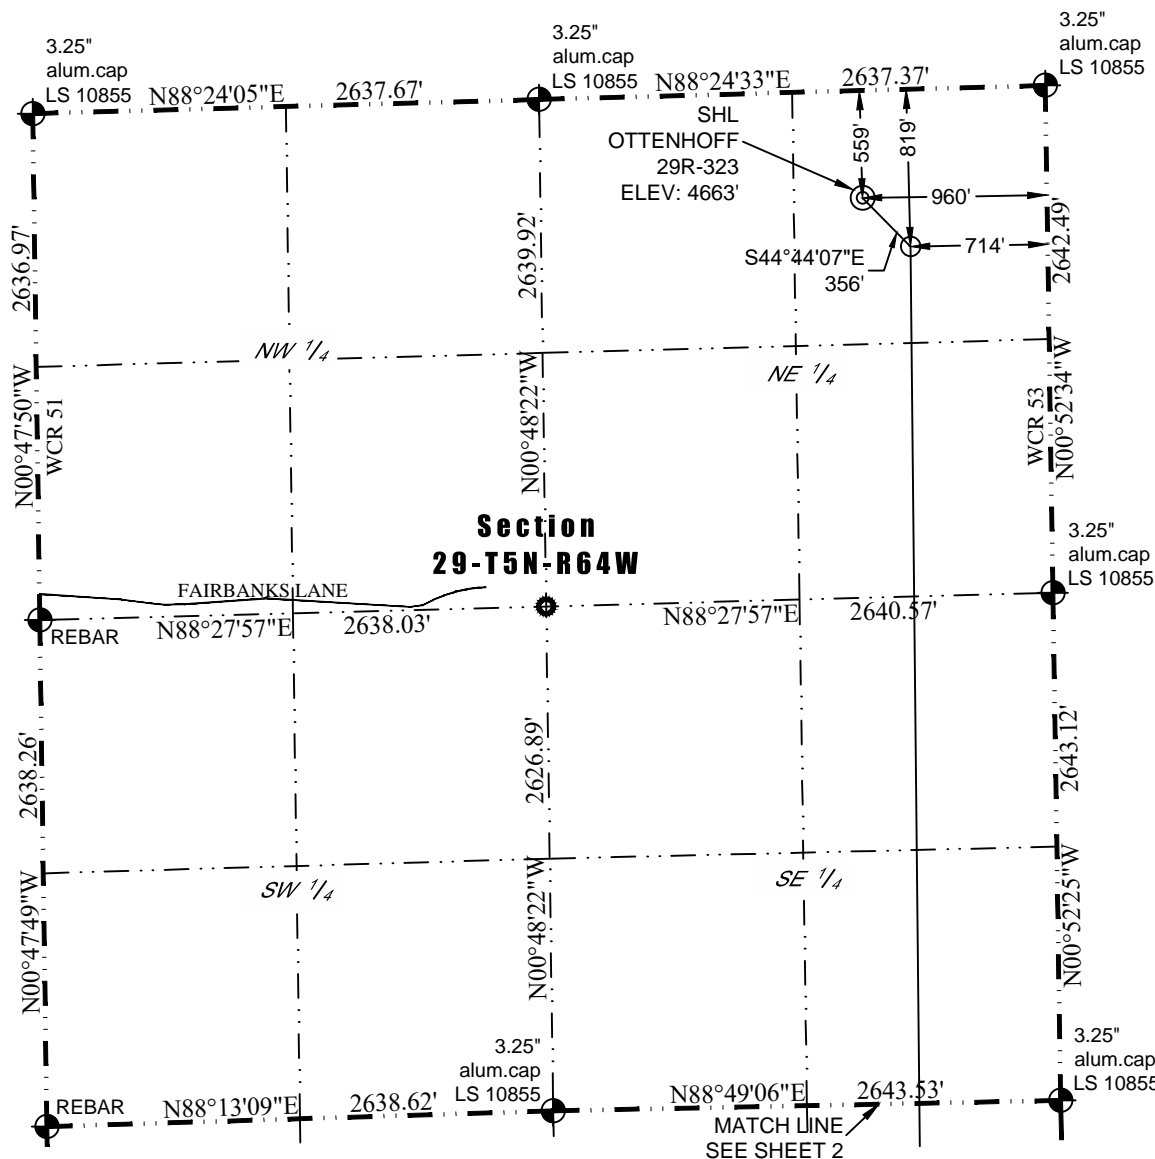 3.25"
alum.cap
LS 10855
3.25"
alum.cap
LS 10855
3.25"
alum.cap
LS 10855
N88°24'05"E
2637.67'
N88°24'33"E
2637.37'
SHL
OTTENHOFF
29R-323
ELEV: 4663'
559'
819'
960'
714'
S44°44'07"E
356'
2636.97'
2639.92'
2642.49'
NW 1/4
NE 1/4
N00°47'50"W
WCR 51
N00°48'22"W
WCR 53
N00°52'34"W
Section
29-T5N-R64W
3.25"
alum.cap
LS 10855
FAIRBANKS LANE
REBAR
N88°27'57"E
2638.03'
N88°27'57"E
2640.57'
2638.26'
2626.89'
2643.12'
SW 1/4
SE 1/4
N00°47'49"W
N00°48'22"W
N00°52'25"W
3.25"
alum.cap
LS 10855
3.25"
alum.cap
LS 10855
REBAR
N88°13'09"E
2638.62'
N88°49'06"E
2643.53'
MATCH LINE
SEE SHEET 2